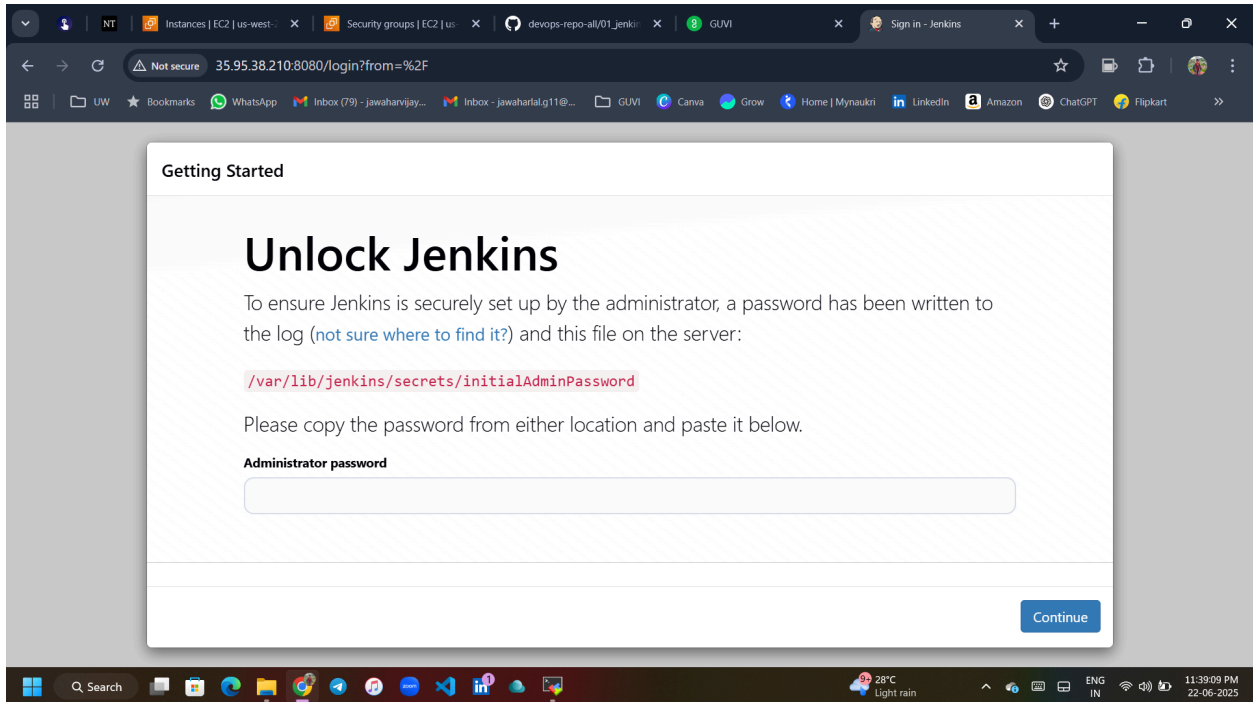 NT
Instances | EC2 | us-west-2
Security groups | EC2 | us-
devops-repo-all/01_jenkin
GUVI
Sign in - Jenkins
Not secure 35.95.38.210:8080/login?from=%2F
UW
Bookmarks
WhatsApp
Inbox (79) - jawaharvijay...
Inbox - jawaharlal.g11@...
GUVI
Canva
Grow
Home | Mynaukri
LinkedIn
Amazon
ChatGPT
Flipkart
Getting Started
Unlock Jenkins
To ensure Jenkins is securely set up by the administrator, a password has been written to
the log (not sure where to find it?) and this file on the server:
/var/lib/jenkins/secrets/initialAdminPassword
Please copy the password from either location and paste it below.
Administrator password
Continue
Search
zoom
9+
28°C
Light rain
ENG
IN
11:39:09 PM
22-06-2025